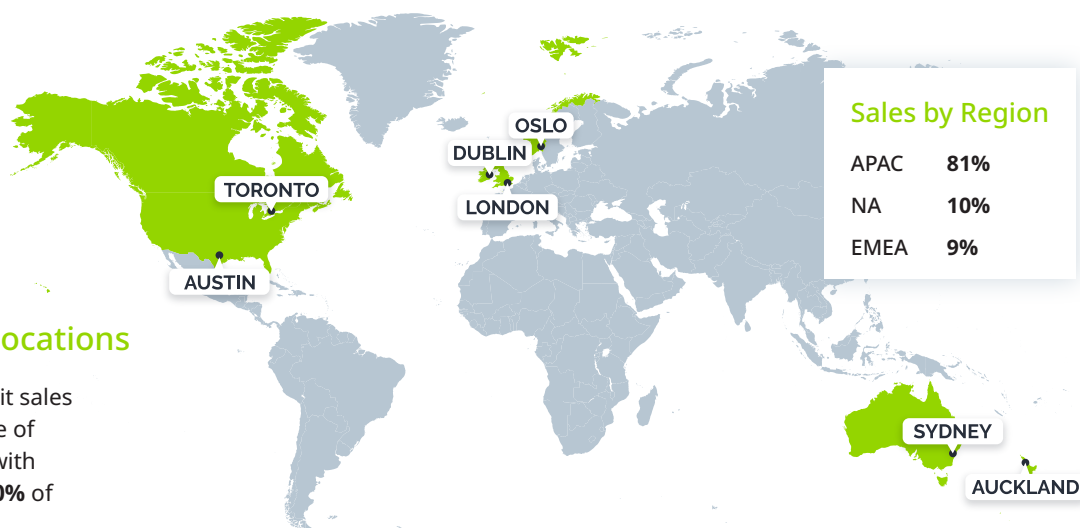 Sales by Region
APAC 81%
NA 10%
EMEA 9%
OSLO
DUBLIN
LONDON
TORONTO
AUSTIN
SYDNEY
AUCKLAND
ocations
it sales
e of
with
0% of